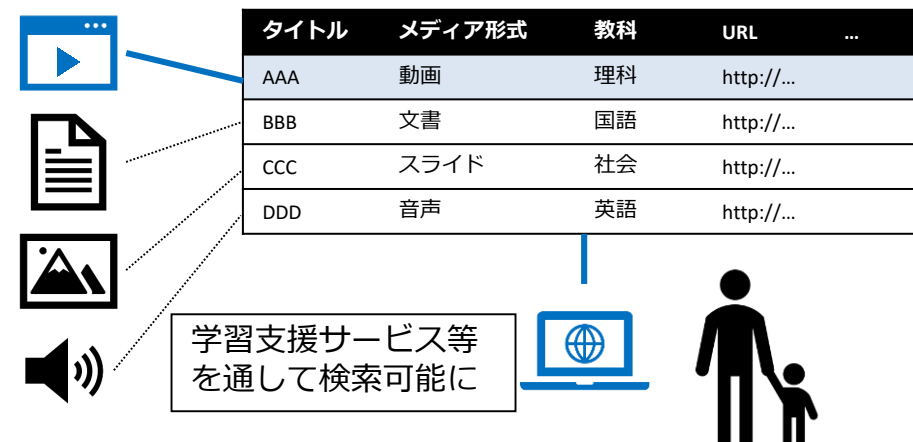 タイトル メディア形式 教科 URL …
AAA 動画 理科 http://…
BBB 文書 国語 http://…
CCC スライド 社会 http://…
DDD 音声 英語 http://…
学習支援サービス等
を通して検索可能に